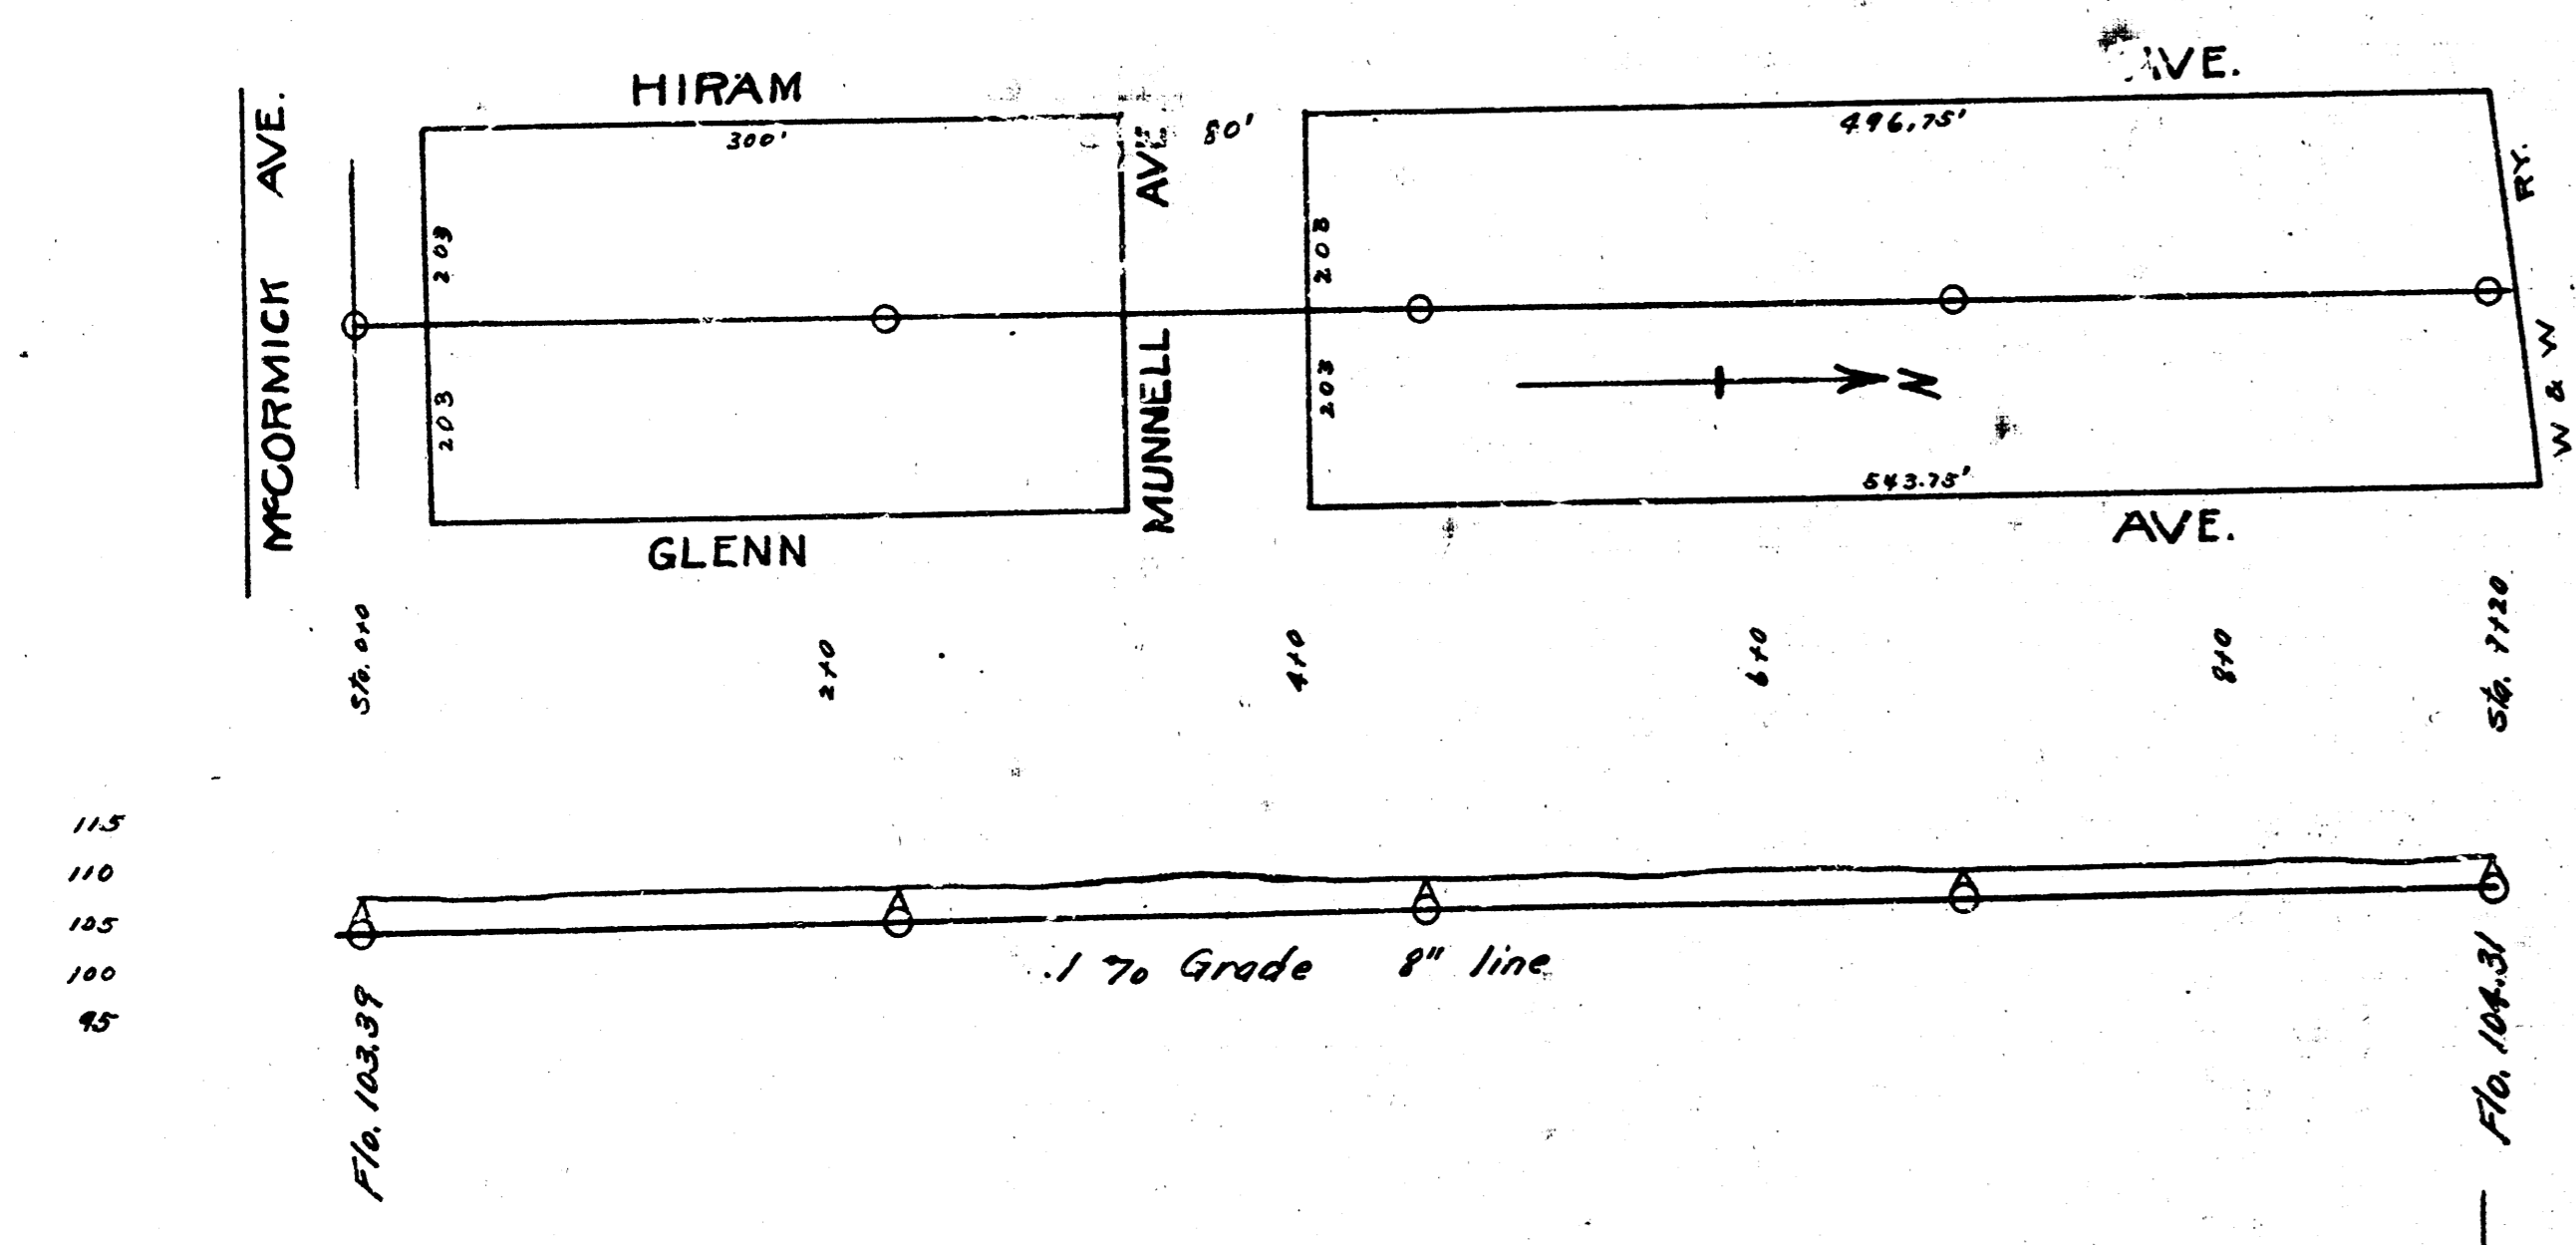 HIRAM AVE.
McCORMICK AVE.
300'
80'
496.75'
203
203
MUNNELL AVE
203
203
W & W RY.
N
543.75'
GLENN AVE.
Sta. 0+0
2+0
4+0
6+0
8+0
Sta. 9+20
115
110
105
100
95
.1 % Grade 8" line
Flo. 103.39
Flo. 104.31